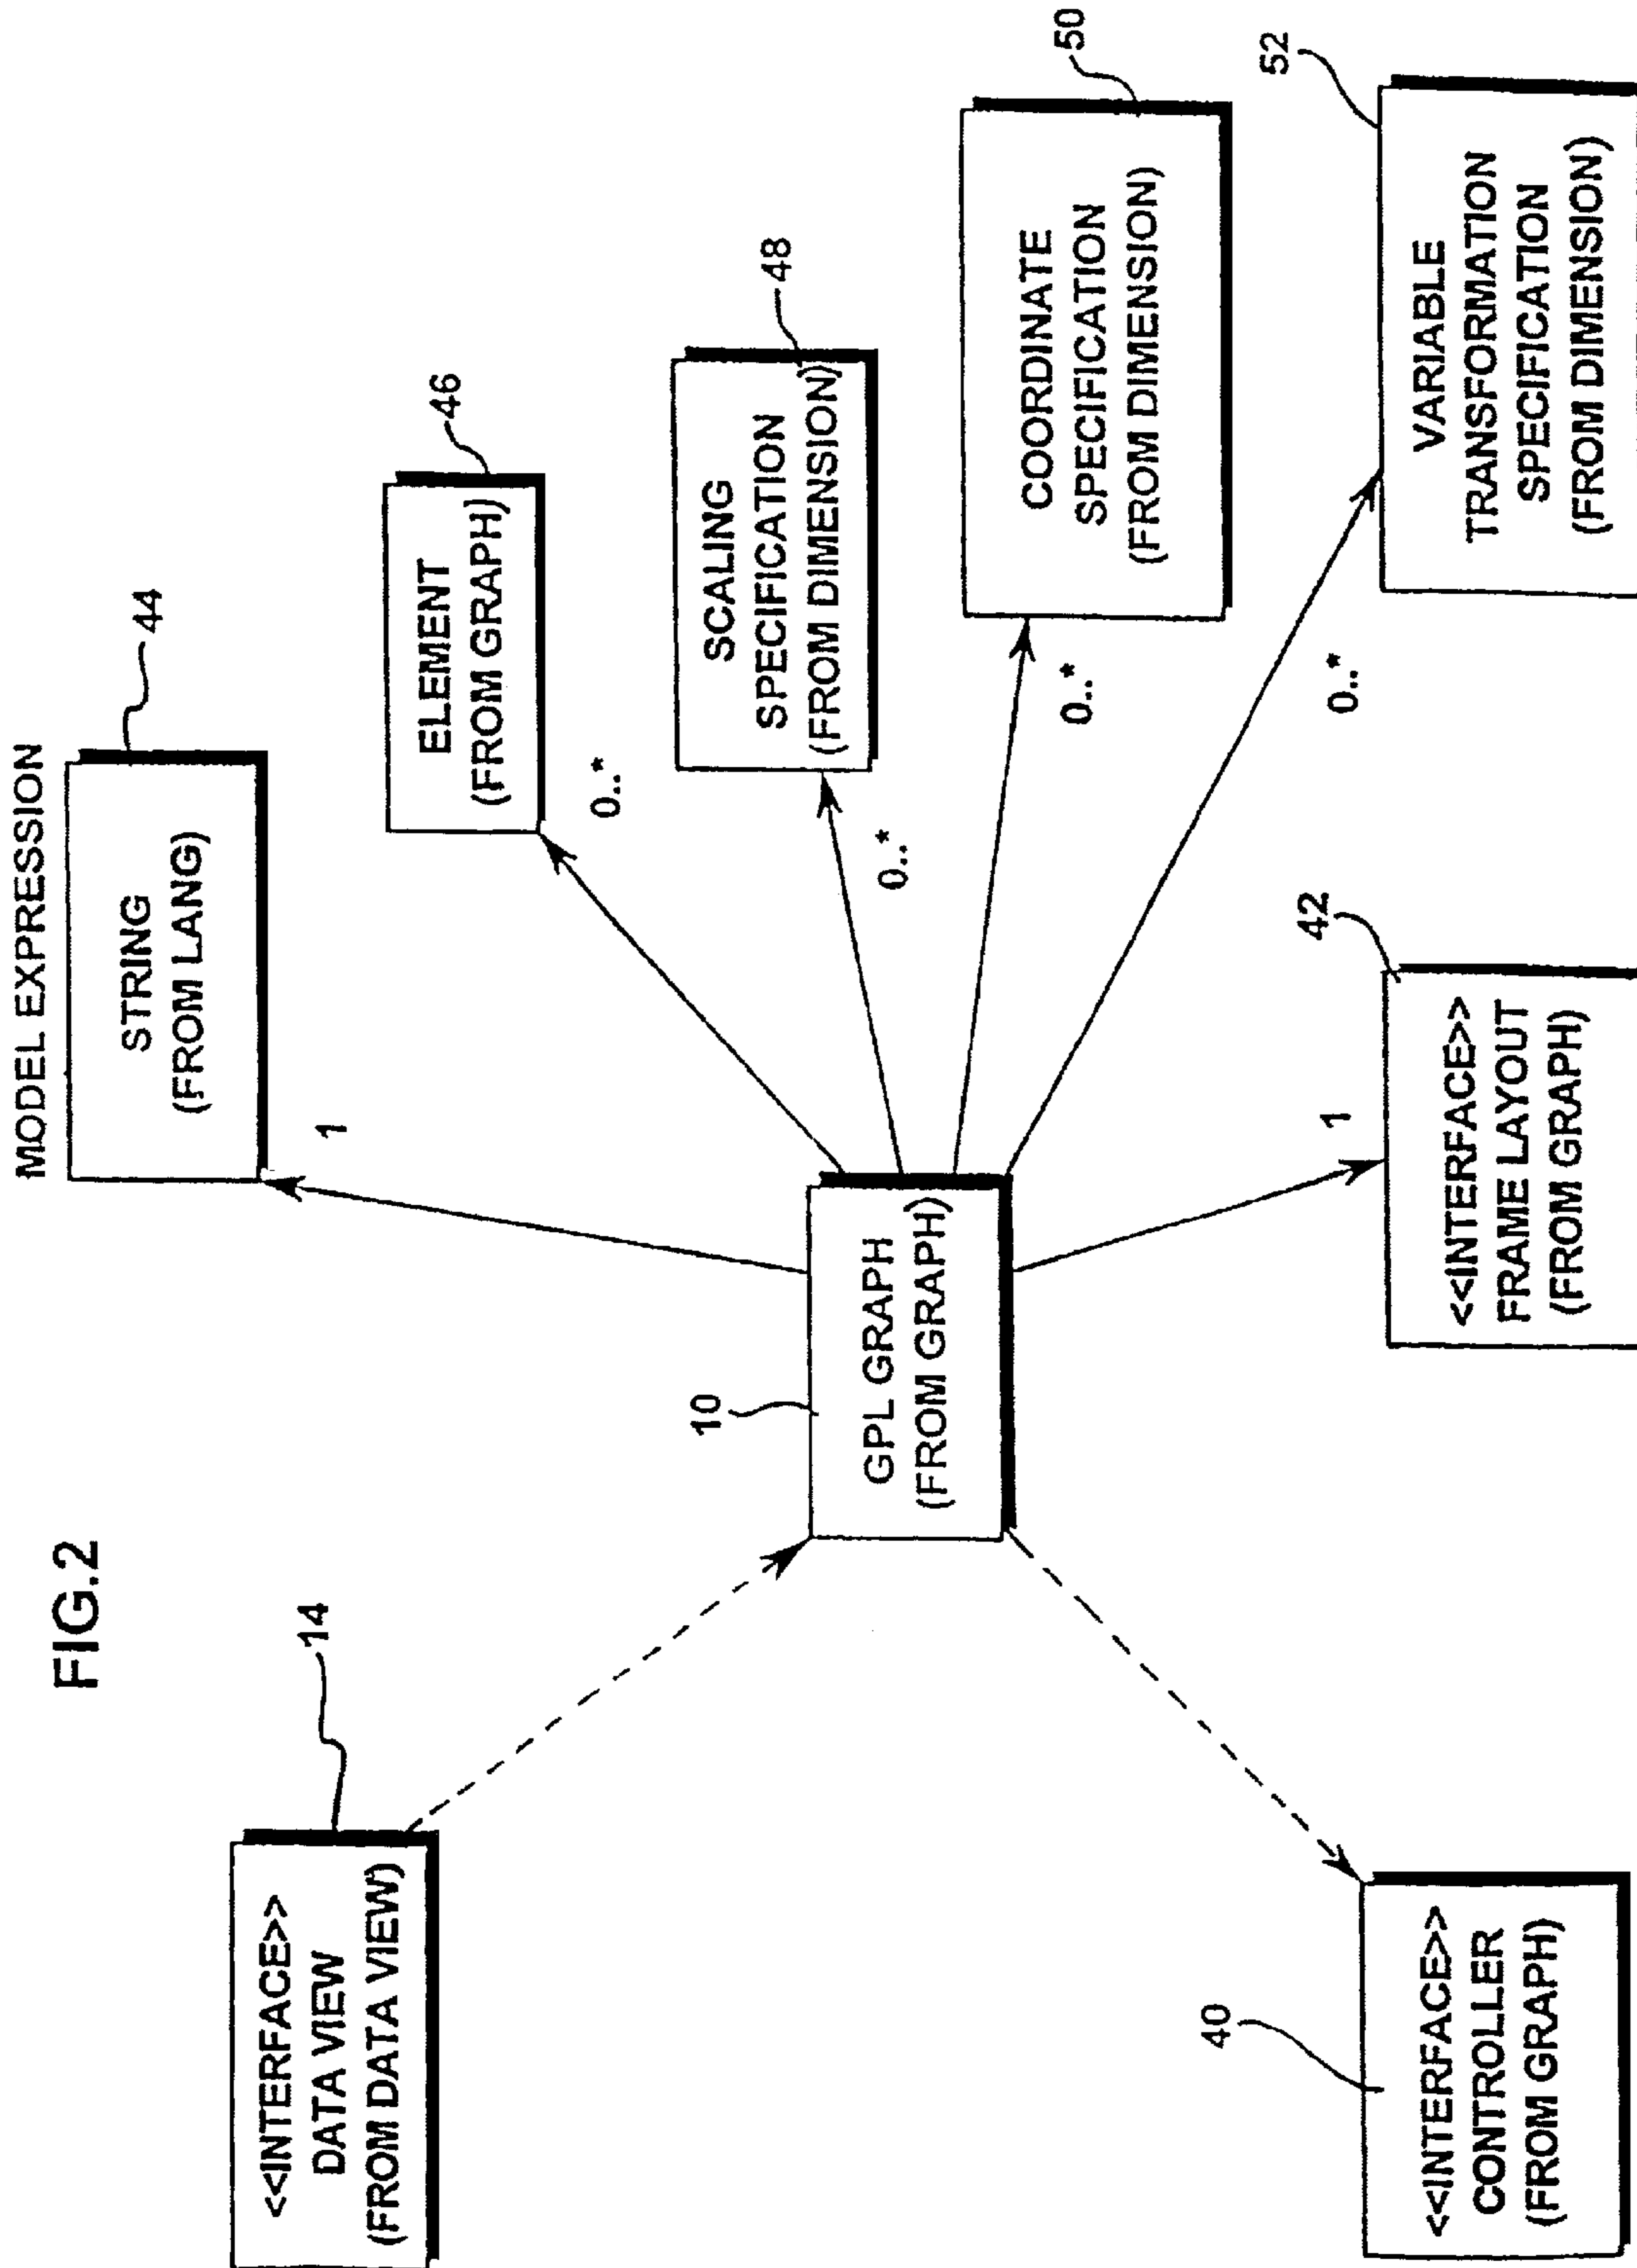 FIG.2
MODEL EXPRESSION
STRING
(FROM LANG)
44
1
ELEMENT
(FROM GRAPH)
46
0..*
<<INTERFACE>>
DATA VIEW
(FROM DATA VIEW)
14
SCALING
SPECIFICATION
(FROM DIMENSION)
48
0..*
10
GPL GRAPH
(FROM GRAPH)
COORDINATE
SPECIFICATION
(FROM DIMENSION)
50
0..*
40
<<INTERFACE>>
CONTROLLER
(FROM GRAPH)
42
1
<<INTERFACE>>
FRAME LAYOUT
(FROM GRAPH)
52
0..*
VARIABLE
TRANSFORMATION
SPECIFICATION
(FROM DIMENSION)